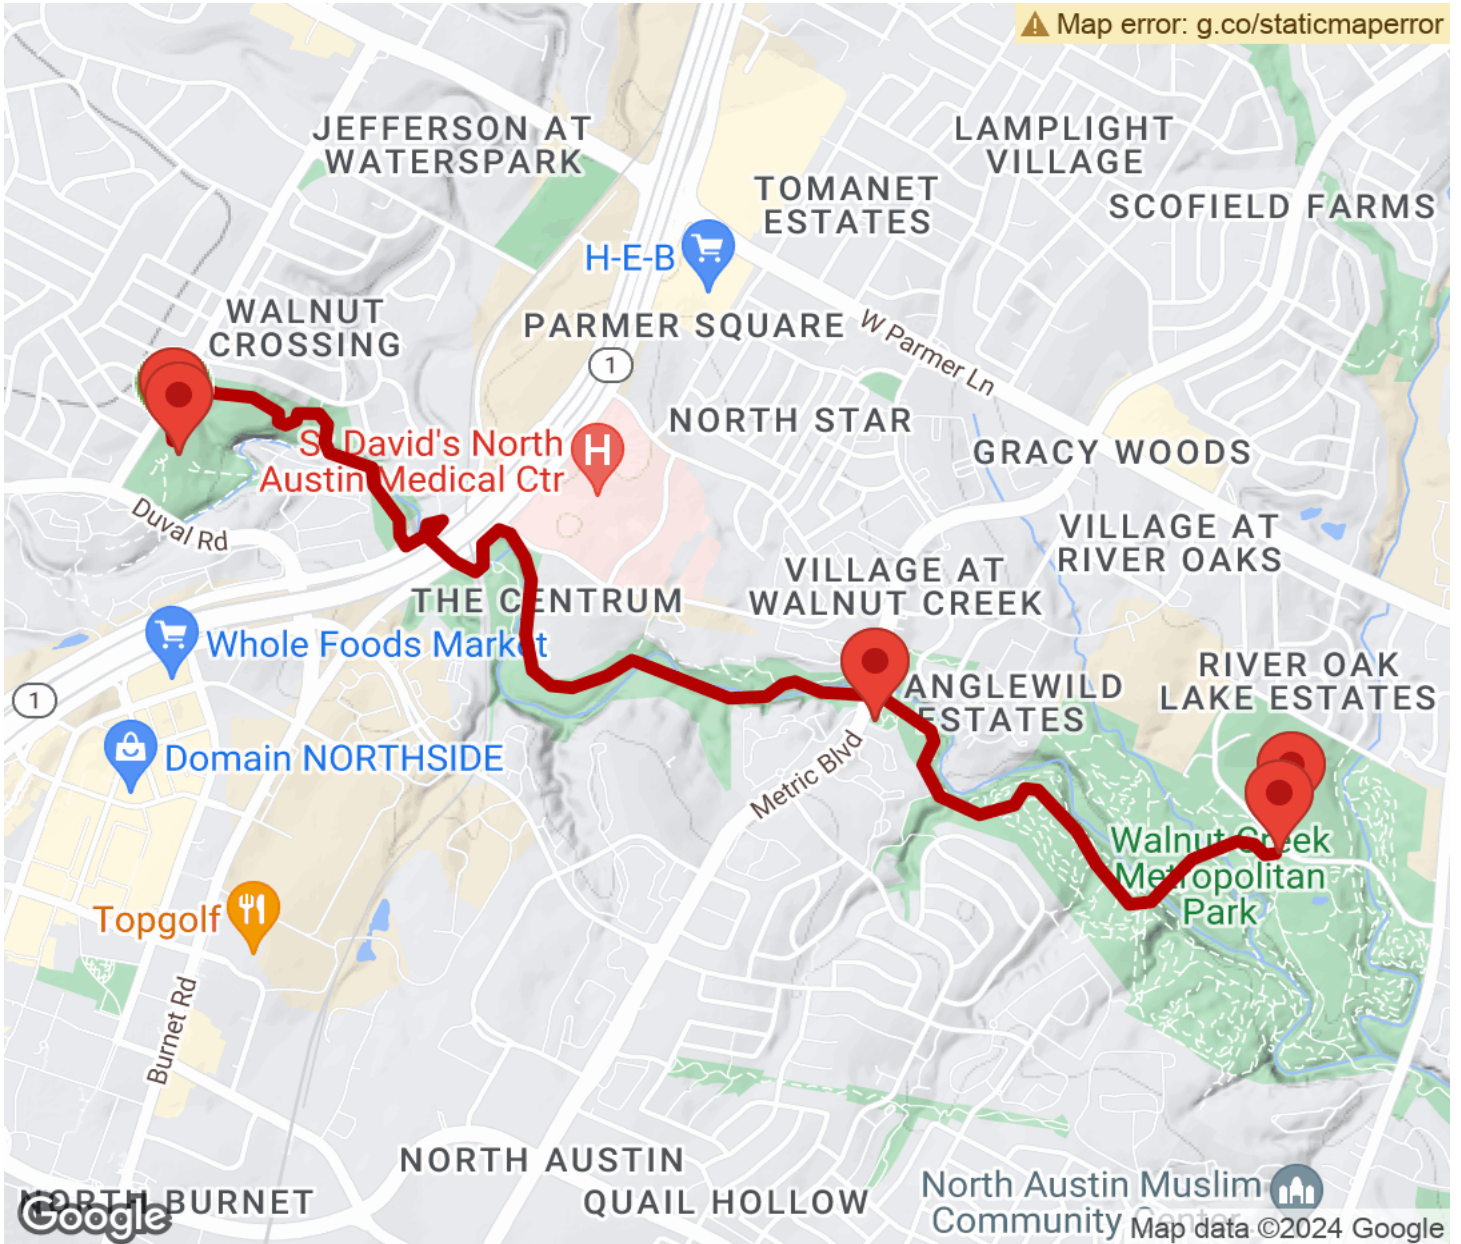 Map error: g.co/staticmaperror
JEFFERSON AT
WATERSPARK
LAMPLIGHT
VILLAGE
TOMANET
ESTATES
SCOFIELD FARMS
H-E-B
WALNUT
CROSSING
PARMER SQUARE
W Parmer Ln
1
NORTH STAR
St. David's North
Austin Medical Ctr
H
GRACY WOODS
Duval Rd
VILLAGE AT
RIVER OAKS
VILLAGE AT
WALNUT CREEK
THE CENTRUM
Whole Foods Market
RIVER OAK
LAKE ESTATES
1
ANGLEWILD
ESTATES
Domain NORTHSIDE
Metric Blvd
Walnut Creek
Metropolitan
Park
Topgolf
Burnet Rd
NORTH AUSTIN
NORTH BURNET
QUAIL HOLLOW
North Austin Muslim
Community Center...
Google
Map data ©2024 Google